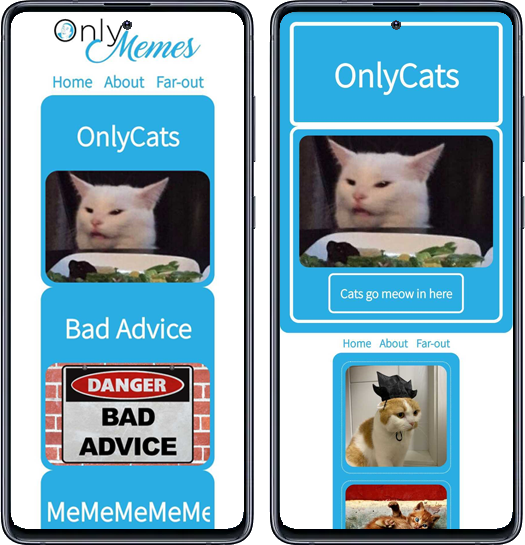 Only
Memes
Home About Far-out
OnlyCats
Bad Advice
DANGER
BAD
ADVICE
MeMeMeMeMe
OnlyCats
Cats go meow in here
Home About Far-out